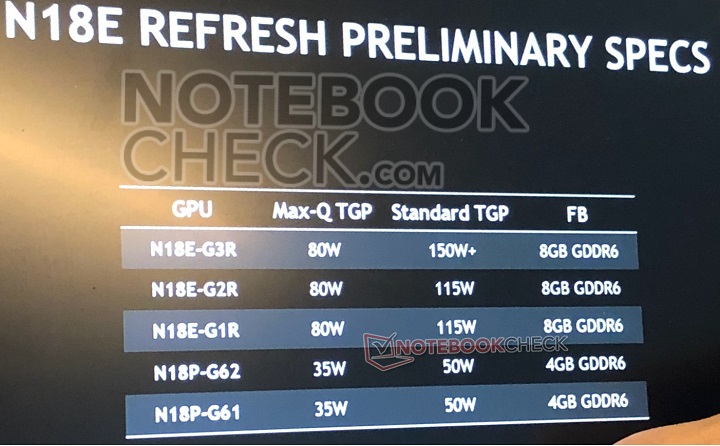 N18E REFRESH PRELIMINARY SPECS
NOTEBOOK
CHECK.COM
GPU Max-Q TGP Standard TGP FB
N18E-G3R 80W 150W+ 8GB GDDR6
N18E-G2R 80W 115W 8GB GDDR6
N18E-G1R 80W 115W 8GB GDDR6
NOTEBOOKCHECK
N18P-G62 35W 50W 4GB GDDR6
N18P-G61 35W 50W 4GB GDDR6